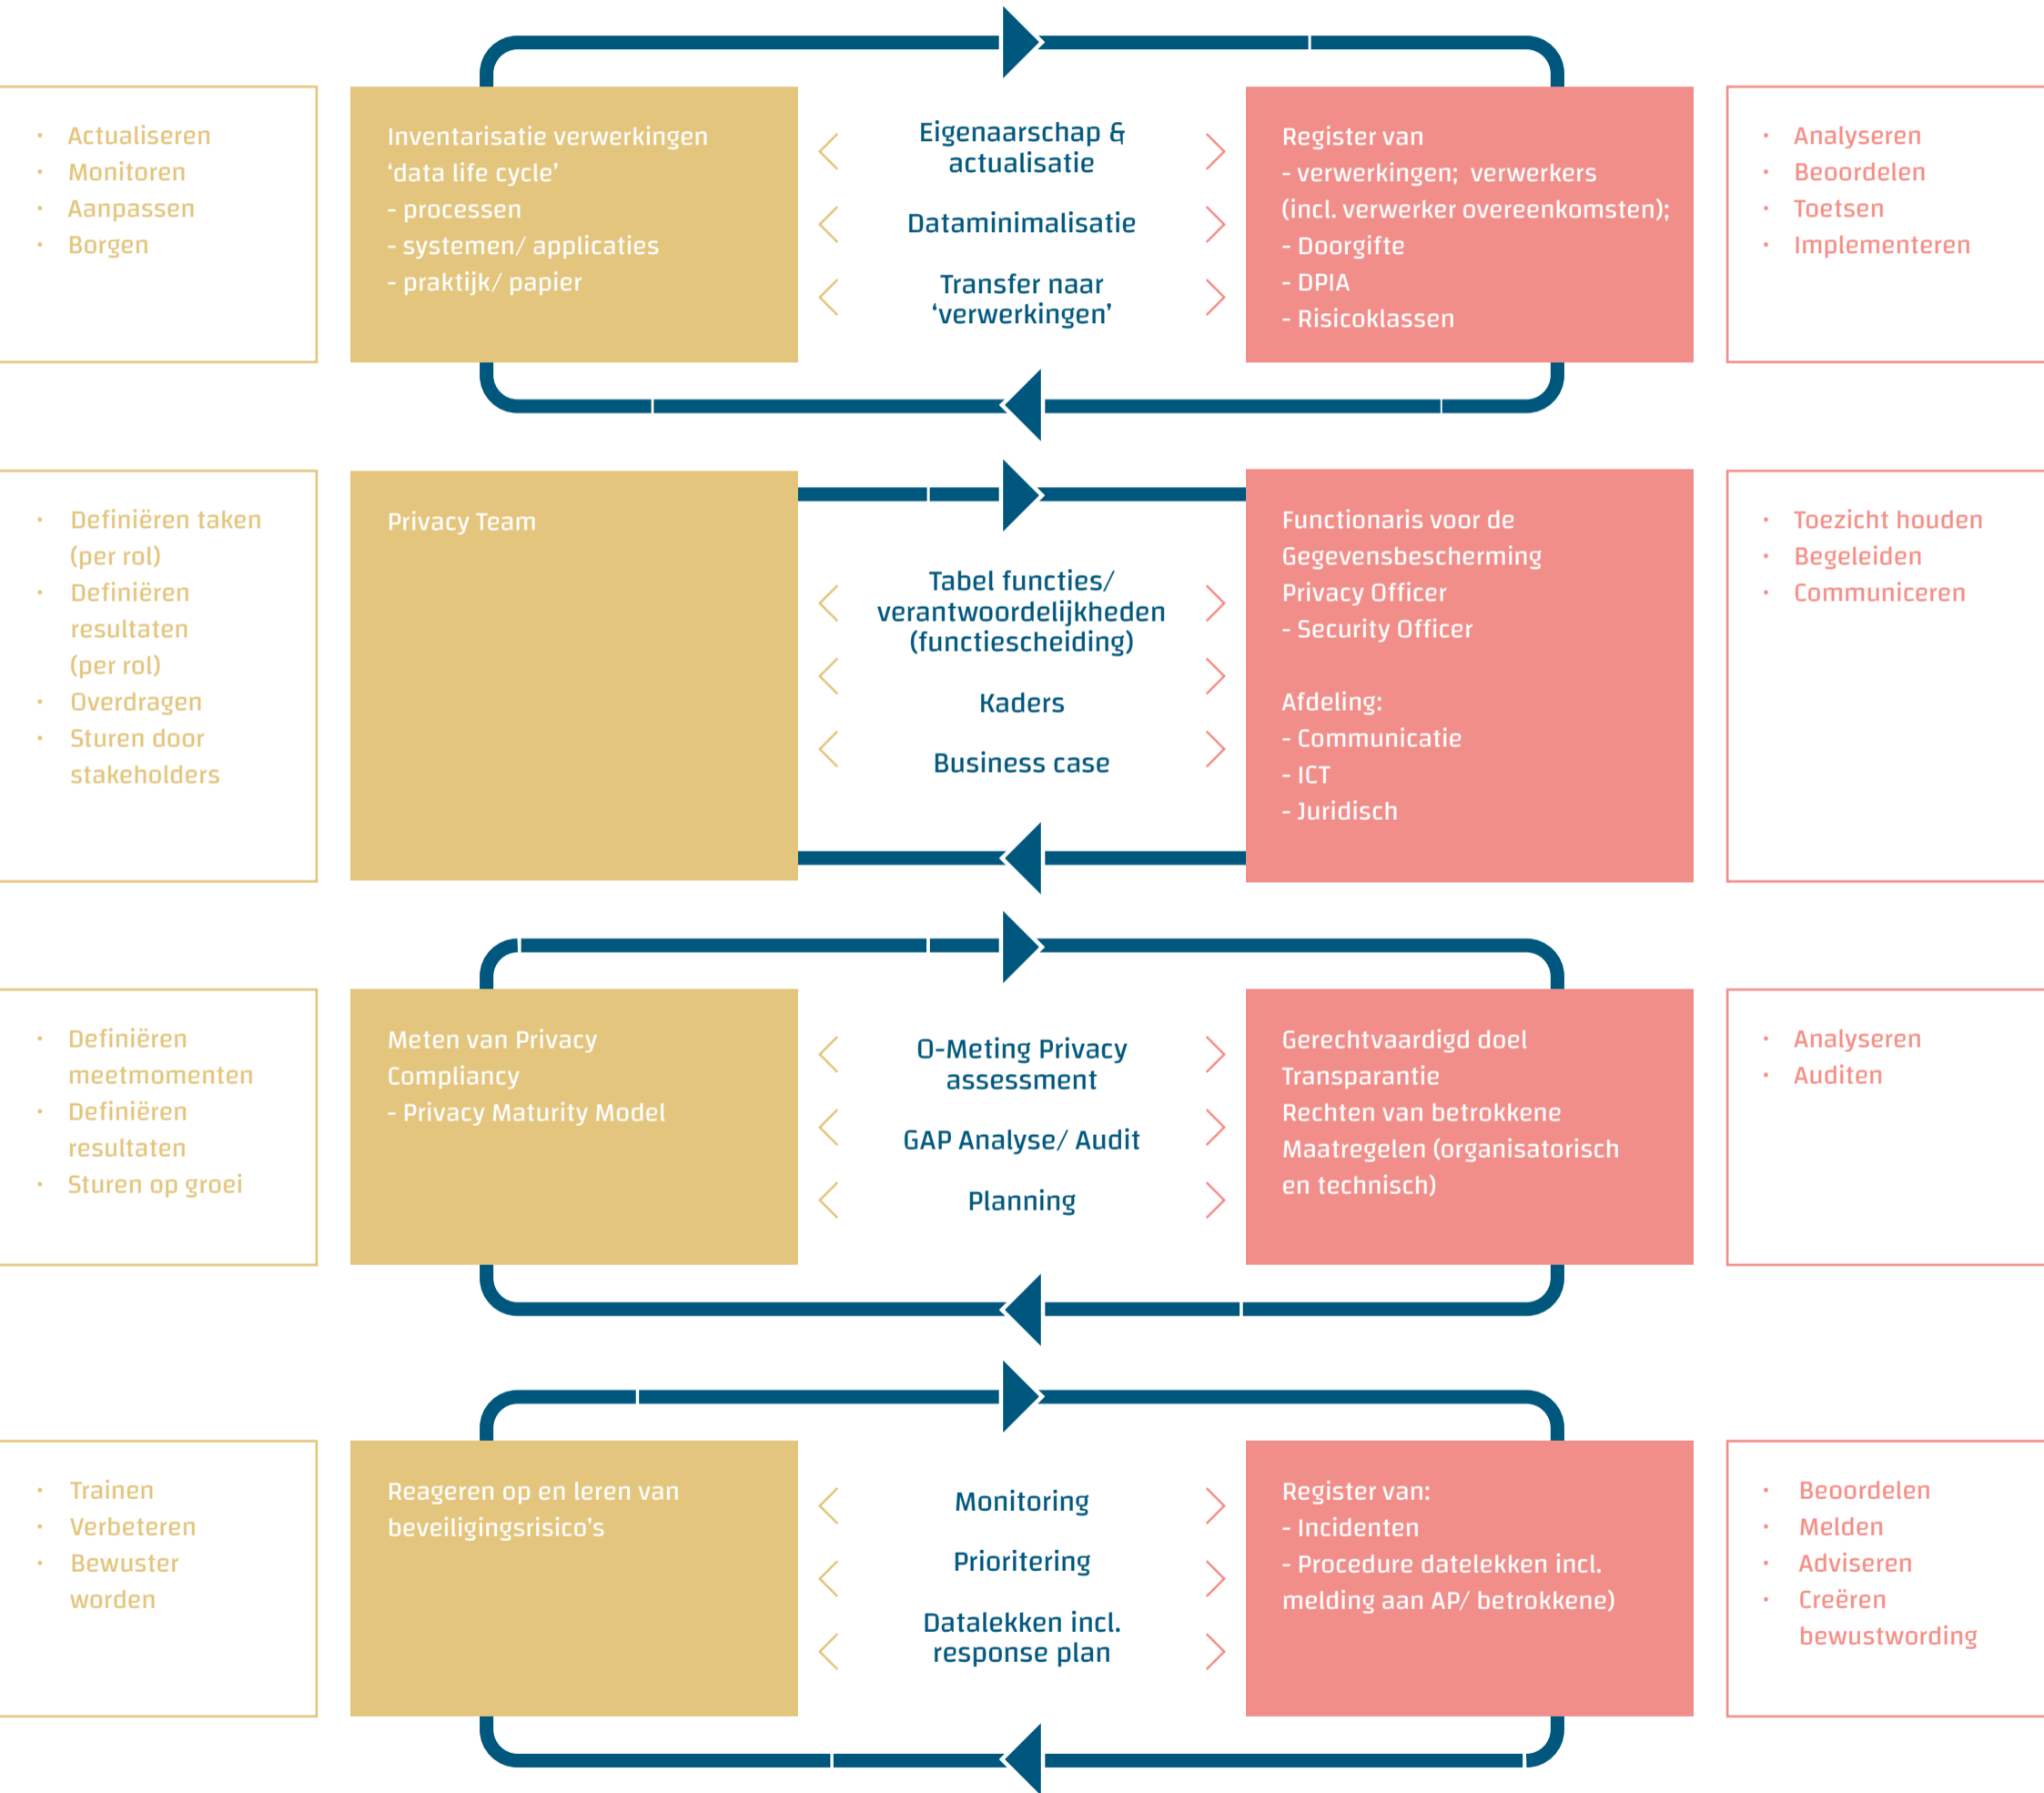 • Actualiseren
• Monitoren
• Aanpassen
• Borgen
Inventarisatie verwerkingen
‘data life cycle’
- processen
- systemen/ applicaties
- praktijk/ papier
Eigenaarschap &
actualisatie
Dataminimalisatie
Transfer naar
‘verwerkingen’
Register van
- verwerkingen; verwerkers
(incl. verwerker overeenkomsten);
- Doorgifte
- DPIA
- Risicoklassen
• Analyseren
• Beoordelen
• Toetsen
• Implementeren
• Definiëren taken
(per rol)
• Definiëren
resultaten
(per rol)
• Overdragen
• Sturen door
stakeholders
Privacy Team
Tabel functies/
verantwoordelijkheden
(functiescheiding)
Kaders
Business case
Functionaris voor de
Gegevensbescherming
Privacy Officer
- Security Officer
Afdeling:
- Communicatie
- ICT
- Juridisch
• Toezicht houden
• Begeleiden
• Communiceren
• Definiëren
meetmomenten
• Definiëren
resultaten
• Sturen op groei
Meten van Privacy
Compliancy
- Privacy Maturity Model
0-Meting Privacy
assessment
GAP Analyse/ Audit
Planning
Gerechtvaardigd doel
Transparantie
Rechten van betrokkene
Maatregelen (organisatorisch
en technisch)
• Analyseren
• Auditen
• Trainen
• Verbeteren
• Bewuster
worden
Reageren op en leren van
beveiligingsrisico’s
Monitoring
Prioritering
Datalekken incl.
response plan
Register van:
- Incidenten
- Procedure datelekken incl.
melding aan AP/ betrokkene)
• Beoordelen
• Melden
• Adviseren
• Creëren
bewustwording